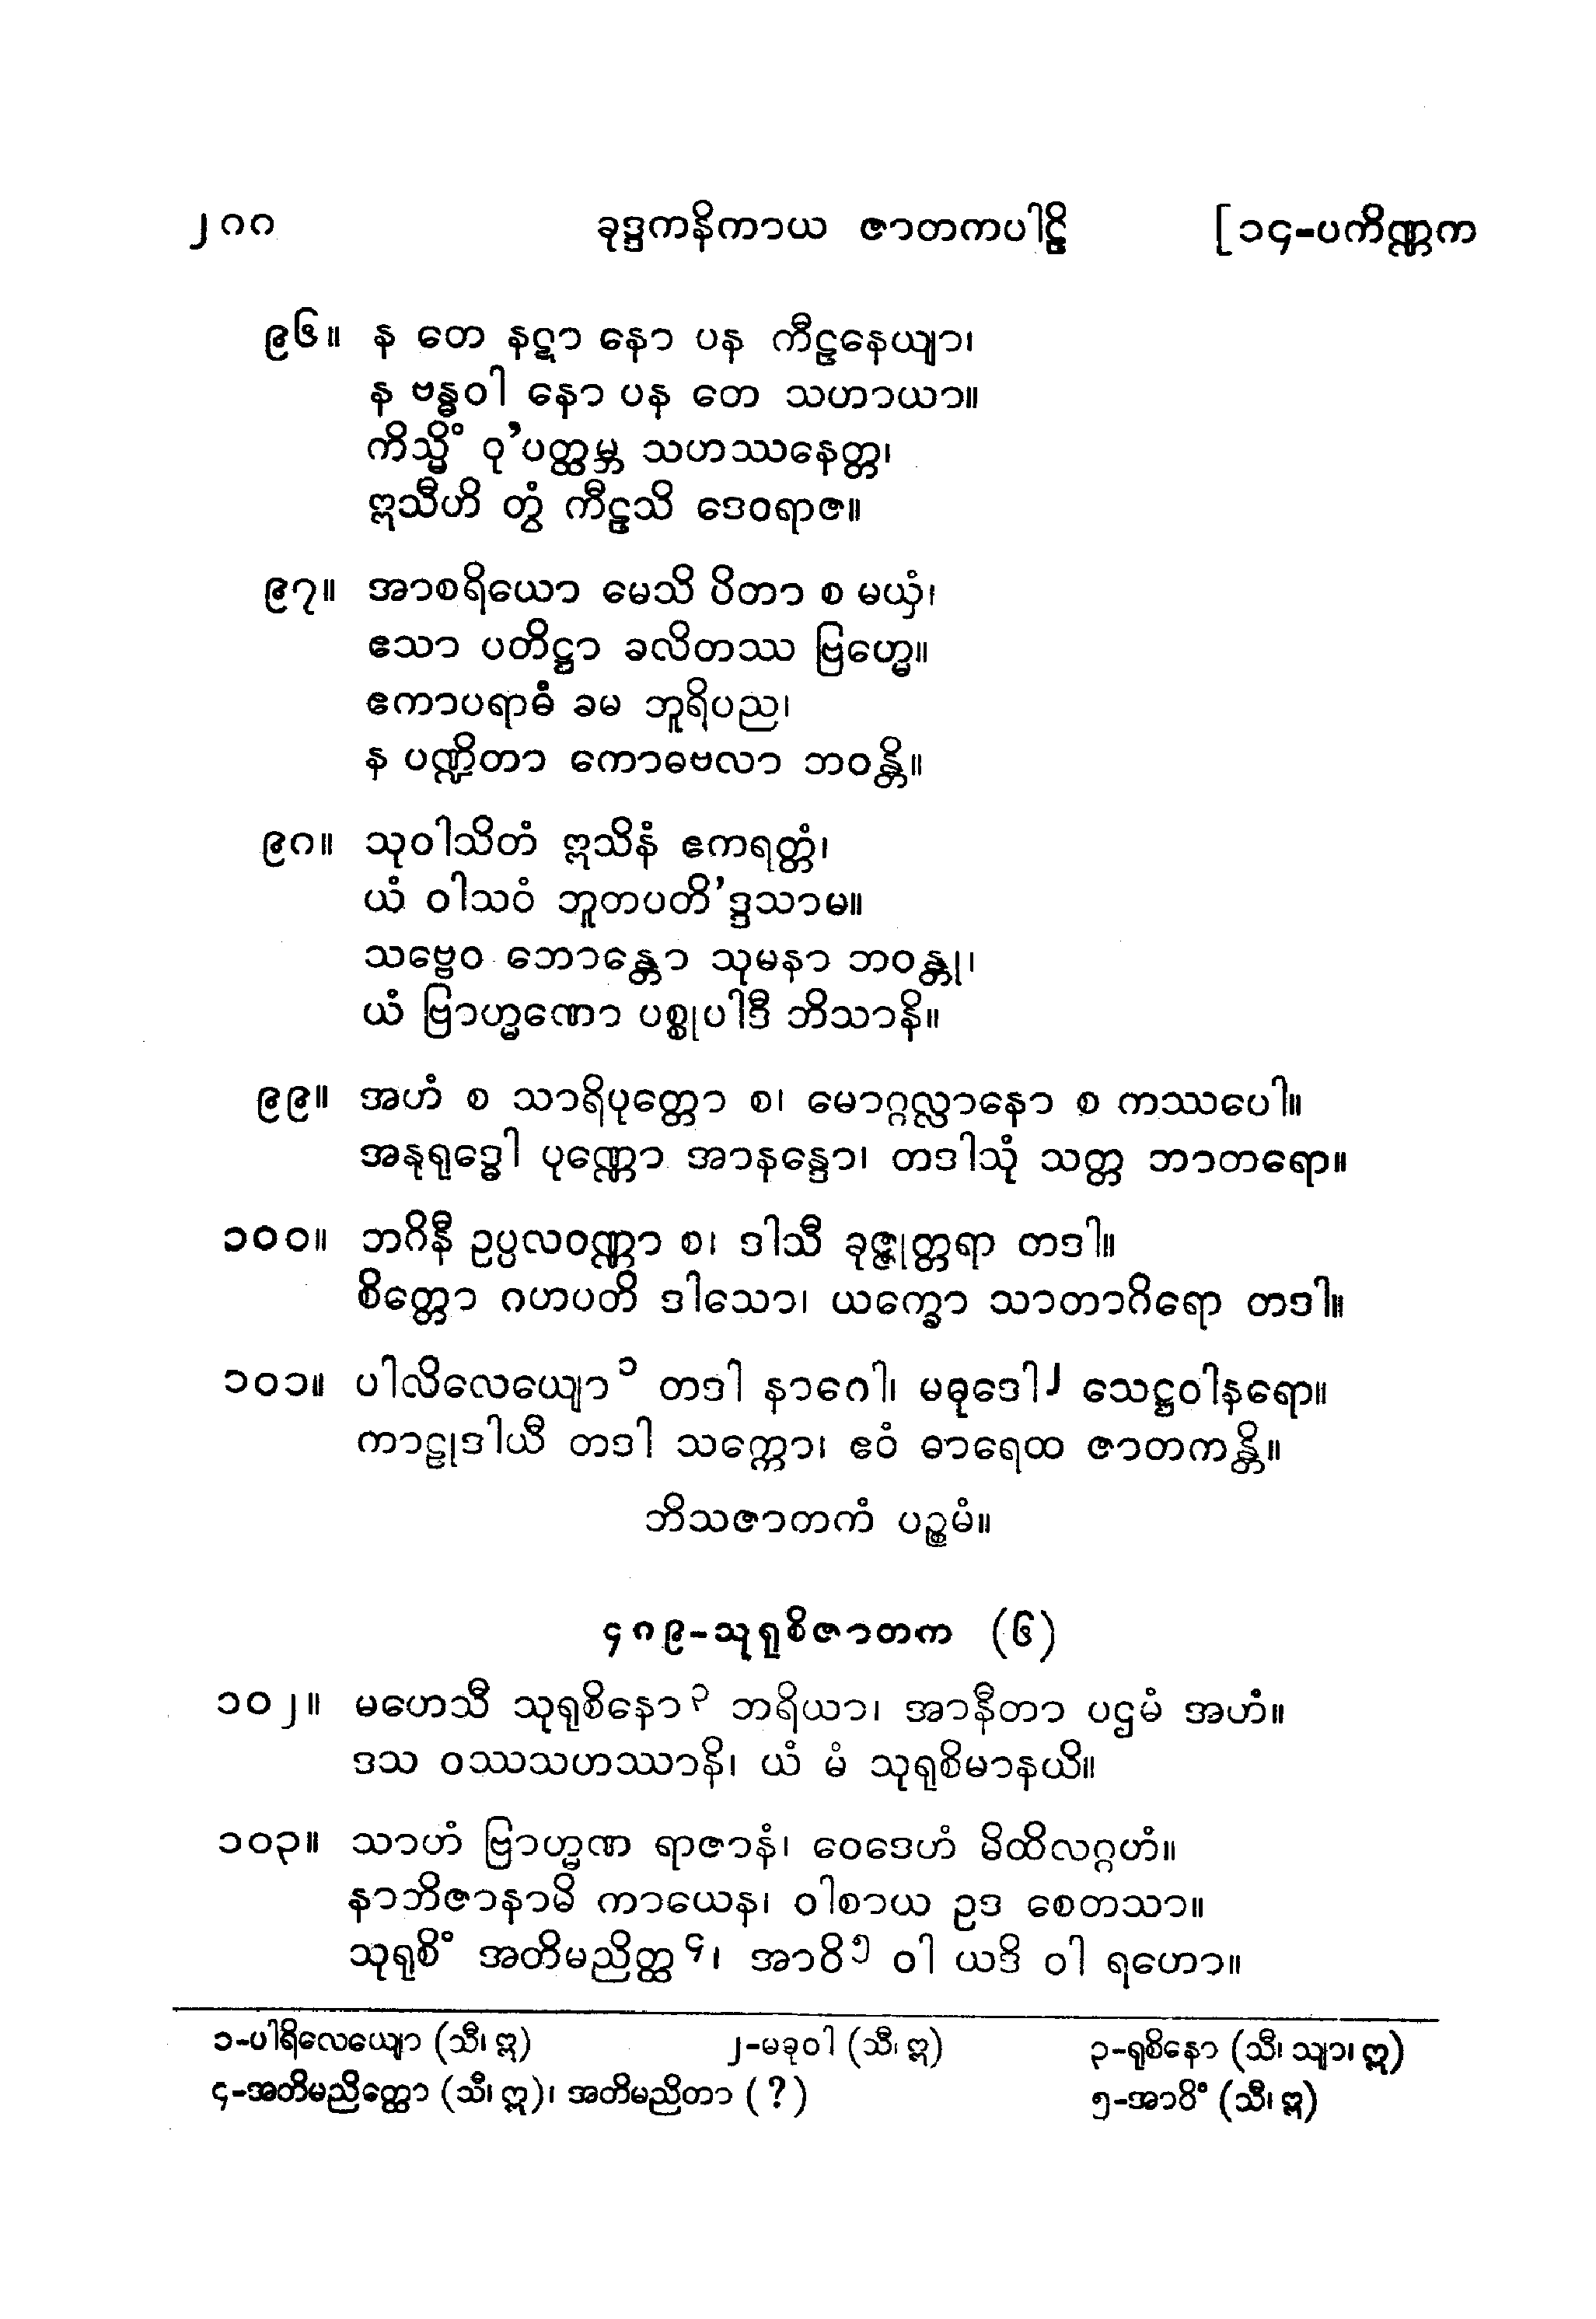 ၂၈၈ ခုဒ္ဒကနိကာယ ဇာတကပါဠိ [၁၄-ပကိဏ္ဏက
၉၆။ န တေ နဋာ နော ပန ကီဠနေယျာ၊
န ဗန္ဓဝါ နော ပန တေ သဟာယာ။
ကိသ္မိံ ဝု’ပတ္ထမ္ဘ သဟဿနေတ္တ၊
ဣသီဟိ တွံ ကီဠသိ ဒေဝရာဇ။
၉၇။ အာစရိယော မေသိ ပိတာ စ မယှံ၊
ဧသာ ပတိဋ္ဌာ ခလိတဿ ဗြဟ္မေ။
ဧကာပရာဓံ ခမ ဘူရိပည၊
န ပဏ္ဍိတာ ကောဓဗလာ ဘဝန္တိ။
၉၈။ သုဝါသိတံ ဣသိနံ ဧကရတ္တံ၊
ယံ ဝါသဝံ ဘူတပတိ’ဒ္ဒသာမ။
သဗ္ဗေဝ ဘောန္တော သုမနာ ဘဝန္တု၊
ယံ ဗြာဟ္မဏော ပစ္စုပါဒီ ဘိသာနိ။
၉၉။ အဟံ စ သာရိပုတ္တော စ၊ မောဂ္ဂလ္လာနော စ ကဿပေါ။
အနုရုဒ္ဓေါ ပုဏ္ဏော အာနန္ဒော၊ တဒါသုံ သတ္တ ဘာတရော။
၁၀၀။ ဘဂိနီ ဥပ္ပလဝဏ္ဏာ စ၊ ဒါသီ ခုဇ္ဇုတ္တရာ တဒါ။
စိတ္တော ဂဟပတိ ဒါသော၊ ယက္ခော သာတာဂိရော တဒါ။
၁၀၁။ ပါလိလေယျော၁ တဒါ နာဂေါ၊ မဓုဒေါ၂ သေဋ္ဌဝါနရော။
ကာဠုဒါယီ တဒါ သက္ကော၊ ဧဝံ ဓာရေထ ဇာတကန္တိ။
ဘိသဇာတကံ ပဉ္စမံ။
၄၈၉-သုရုစိဇာတက (၆)
၁၀၂။ မဟေသီ သုရုစိနော၃ ဘရိယာ၊ အာနီတာ ပဌမံ အဟံ။
ဒသ ဝဿသဟဿာနိ၊ ယံ မံ သုရုစိမာနယိ။
၁၀၃။ သာဟံ ဗြာဟ္မဏ ရာဇာနံ၊ ဝေဒေဟံ မိထိလဂ္ဂဟံ။
နာဘိဇာနာမိ ကာယေန၊ ဝါစာယ ဥဒ စေတသာ။
သုရုစိံ အတိမညိတ္ထ၄၊ အာဝိ၅ ဝါ ယဒိ ဝါ ရဟော။
၁-ပါရိလေယျော (သီ၊ ဣ) ၂-မခုဝါ (သီ၊ ဣ) ၃-ရုစိနော (သီ၊ သျာ၊ ဣ)
၄-အတိမညိတ္ထော (သီ၊ ဣ)၊ အတိမညိတာ (?) ၅-အာဝိံ (သီ၊ ဣ)